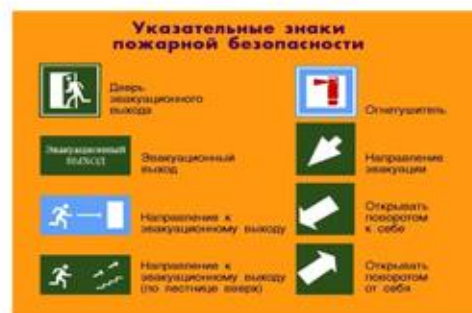 Указательные знаки
пожарной безопасности
Дверь
эвакуационного
выхода
Огнетушитель
Эвакуационный
ВЫХОД
Эвакуационный
выход
Направление
эвакуации
Направление к
эвакуационному выходу
Открывать
поворотом
к себе
Направление к
эвакуационному выходу
(по лестнице вверх)
Открывать
поворотом
от себя